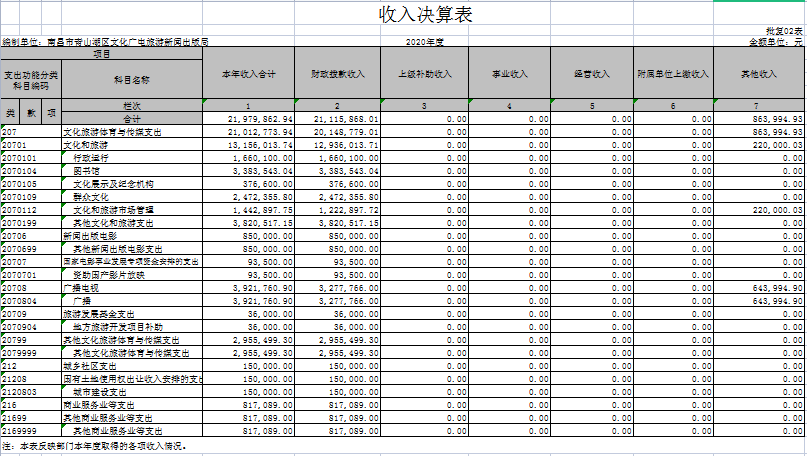 收入决算表
批复02表
编制单位：南昌市青山湖区文化广电旅游新闻出版局 2020年度 金额单位：元
项目 本年收入合计 财政拨款收入 上级补助收入 事业收入 经营收入 附属单位上缴收入 其他收入
支出功能分类科目编码 科目名称
类 款 项 栏次 1 2 3 4 5 6 7
合计 21,979,862.94 21,115,868.01 0.00 0.00 0.00 0.00 863,994.93
207 文化旅游体育与传媒支出 21,012,773.94 20,148,779.01 0.00 0.00 0.00 0.00 863,994.93
20701 文化和旅游 13,156,013.74 12,936,013.71 0.00 0.00 0.00 0.00 220,000.03
2070101 行政运行 1,660,100.00 1,660,100.00 0.00 0.00 0.00 0.00 0.00
2070104 图书馆 3,383,543.04 3,383,543.04 0.00 0.00 0.00 0.00 0.00
2070105 文化展示及纪念机构 376,600.00 376,600.00 0.00 0.00 0.00 0.00 0.00
2070109 群众文化 2,472,355.80 2,472,355.80 0.00 0.00 0.00 0.00 0.00
2070112 文化和旅游市场管理 1,442,897.75 1,222,897.72 0.00 0.00 0.00 0.00 220,000.03
2070199 其他文化和旅游支出 3,820,517.15 3,820,517.15 0.00 0.00 0.00 0.00 0.00
20706 新闻出版电影 850,000.00 850,000.00 0.00 0.00 0.00 0.00 0.00
2070699 其他新闻出版电影支出 850,000.00 850,000.00 0.00 0.00 0.00 0.00 0.00
20707 国家电影事业发展专项资金安排的支出 93,500.00 93,500.00 0.00 0.00 0.00 0.00 0.00
2070701 资助国产影片放映 93,500.00 93,500.00 0.00 0.00 0.00 0.00 0.00
20708 广播电视 3,921,760.90 3,277,766.00 0.00 0.00 0.00 0.00 643,994.90
2070804 广播 3,921,760.90 3,277,766.00 0.00 0.00 0.00 0.00 643,994.90
20709 旅游发展基金支出 36,000.00 36,000.00 0.00 0.00 0.00 0.00 0.00
2070904 地方旅游开发项目补助 36,000.00 36,000.00 0.00 0.00 0.00 0.00 0.00
20799 其他文化旅游体育与传媒支出 2,955,499.30 2,955,499.30 0.00 0.00 0.00 0.00 0.00
2079999 其他文化旅游体育与传媒支出 2,955,499.30 2,955,499.30 0.00 0.00 0.00 0.00 0.00
212 城乡社区支出 150,000.00 150,000.00 0.00 0.00 0.00 0.00 0.00
21208 国有土地使用权出让收入安排的支 150,000.00 150,000.00 0.00 0.00 0.00 0.00 0.00
2120803 城市建设支出 150,000.00 150,000.00 0.00 0.00 0.00 0.00 0.00
216 商业服务业等支出 817,089.00 817,089.00 0.00 0.00 0.00 0.00 0.00
21699 其他商业服务业等支出 817,089.00 817,089.00 0.00 0.00 0.00 0.00 0.00
2169999 其他商业服务业等支出 817,089.00 817,089.00 0.00 0.00 0.00 0.00 0.00
注：本表反映部门本年度取得的各项收入情况。